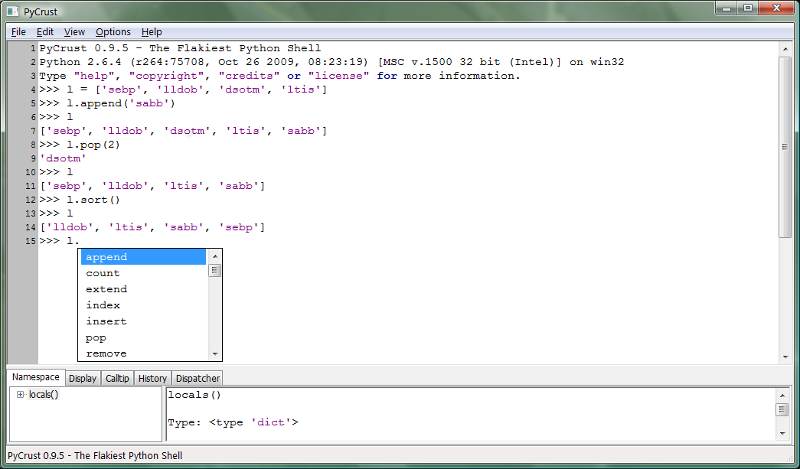 PyCrust
File Edit View Options Help
1 PyCrust 0.9.5 - The Flakiest Python Shell
2 Python 2.6.4 (r264:75708, Oct 26 2009, 08:23:19) [MSC v.1500 32 bit (Intel)] on win32
3 Type "help", "copyright", "credits" or "license" for more information.
4 >>> l = ['sebp', 'lldob', 'dsotm', 'ltis']
5 >>> l.append('sabb')
6 >>> l
7 ['sebp', 'lldob', 'dsotm', 'ltis', 'sabb']
8 >>> l.pop(2)
9 'dsotm'
10 >>> l
11 ['sebp', 'lldob', 'ltis', 'sabb']
12 >>> l.sort()
13 >>> l
14 ['lldob', 'ltis', 'sabb', 'sebp']
15 >>> l.
append
count
extend
index
insert
pop
remove
Namespace Display Calltip History Dispatcher
locals()
locals()
Type: <type 'dict'>
PyCrust 0.9.5 - The Flakiest Python Shell